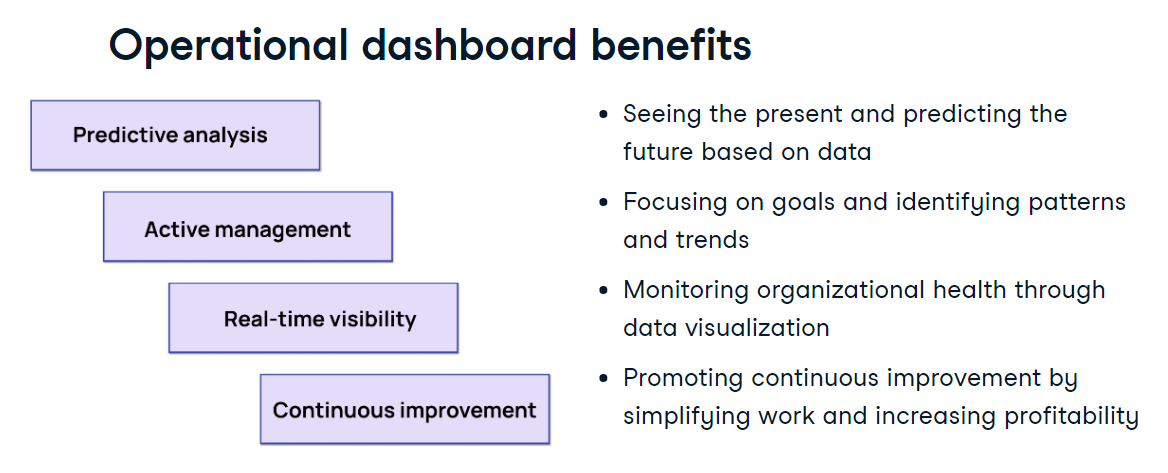 Operational dashboard benefits
Predictive analysis
Active management
Real-time visibility
Continuous improvement
• Seeing the present and predicting the
future based on data
• Focusing on goals and identifying patterns
and trends
• Monitoring organizational health through
data visualization
• Promoting continuous improvement by
simplifying work and increasing profitability